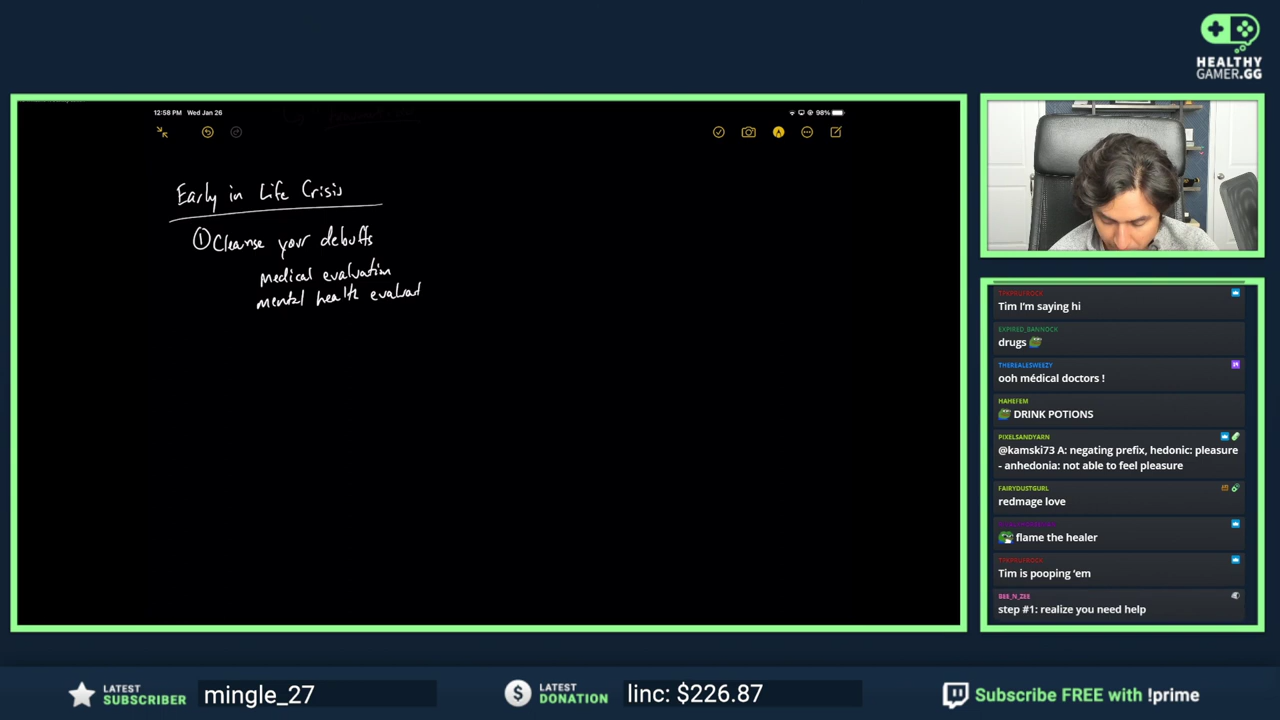 HEALTHY
GAMER.GG
12:58 PM Wed Jan 26
98%
Early in Life Crisis
① Cleanse your debuffs
medical evaluation
mental health evaluat
Tim I'm saying hi
EXPIRED_BANNOCK
drugs
THEREALESWEEZY
ooh médical doctors !
HAHEFEM
DRINK POTIONS
PIXELSANDYARN
@kamski73 A: negating prefix, hedonic: pleasure
- anhedonia: not able to feel pleasure
FAIRYDUSTGURL
redmage love
flame the healer
Tim is pooping 'em
BEE_N_ZEE
step #1: realize you need help
LATEST
SUBSCRIBER
mingle_27
LATEST
DONATION
linc: $226.87
Subscribe FREE with !prime